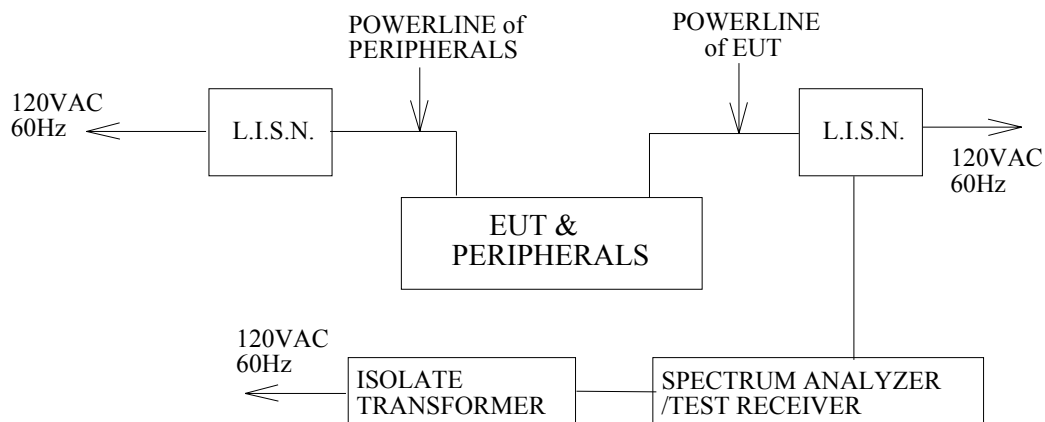 POWERLINE of
PERIPHERALS
POWERLINE
of EUT
120VAC
60Hz
L.I.S.N.
L.I.S.N.
120VAC
60Hz
EUT &
PERIPHERALS
120VAC
60Hz
ISOLATE
TRANSFORMER
SPECTRUM ANALYZER
/TEST RECEIVER